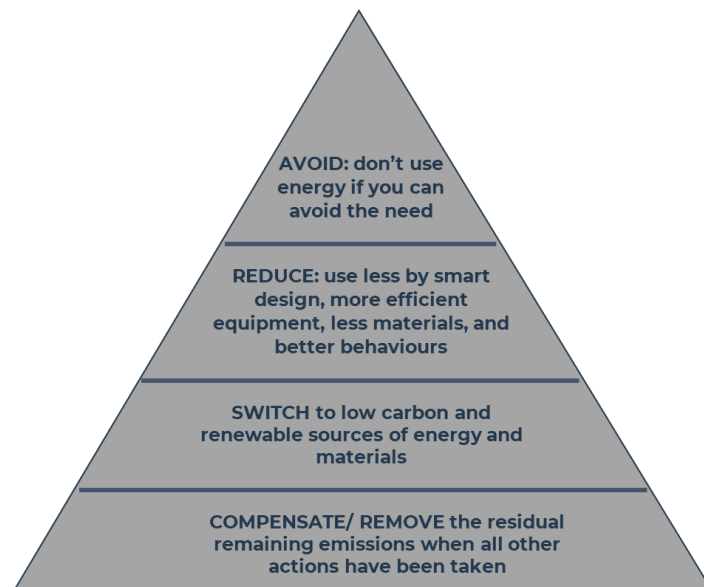 AVOID: don’t use
energy if you can
avoid the need
REDUCE: use less by smart
design, more efficient
equipment, less materials, and
better behaviours
SWITCH to low carbon and
renewable sources of energy and
materials
COMPENSATE/ REMOVE the residual
remaining emissions when all other
actions have been taken